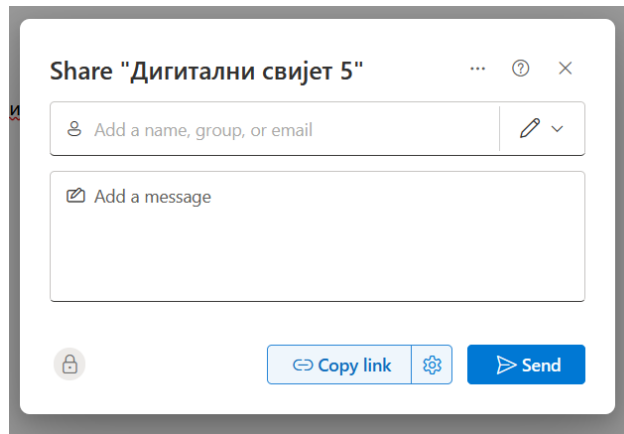 Share "Дигитални свијет 5"
и
Add a name, group, or email
Add a message
Copy link
Send